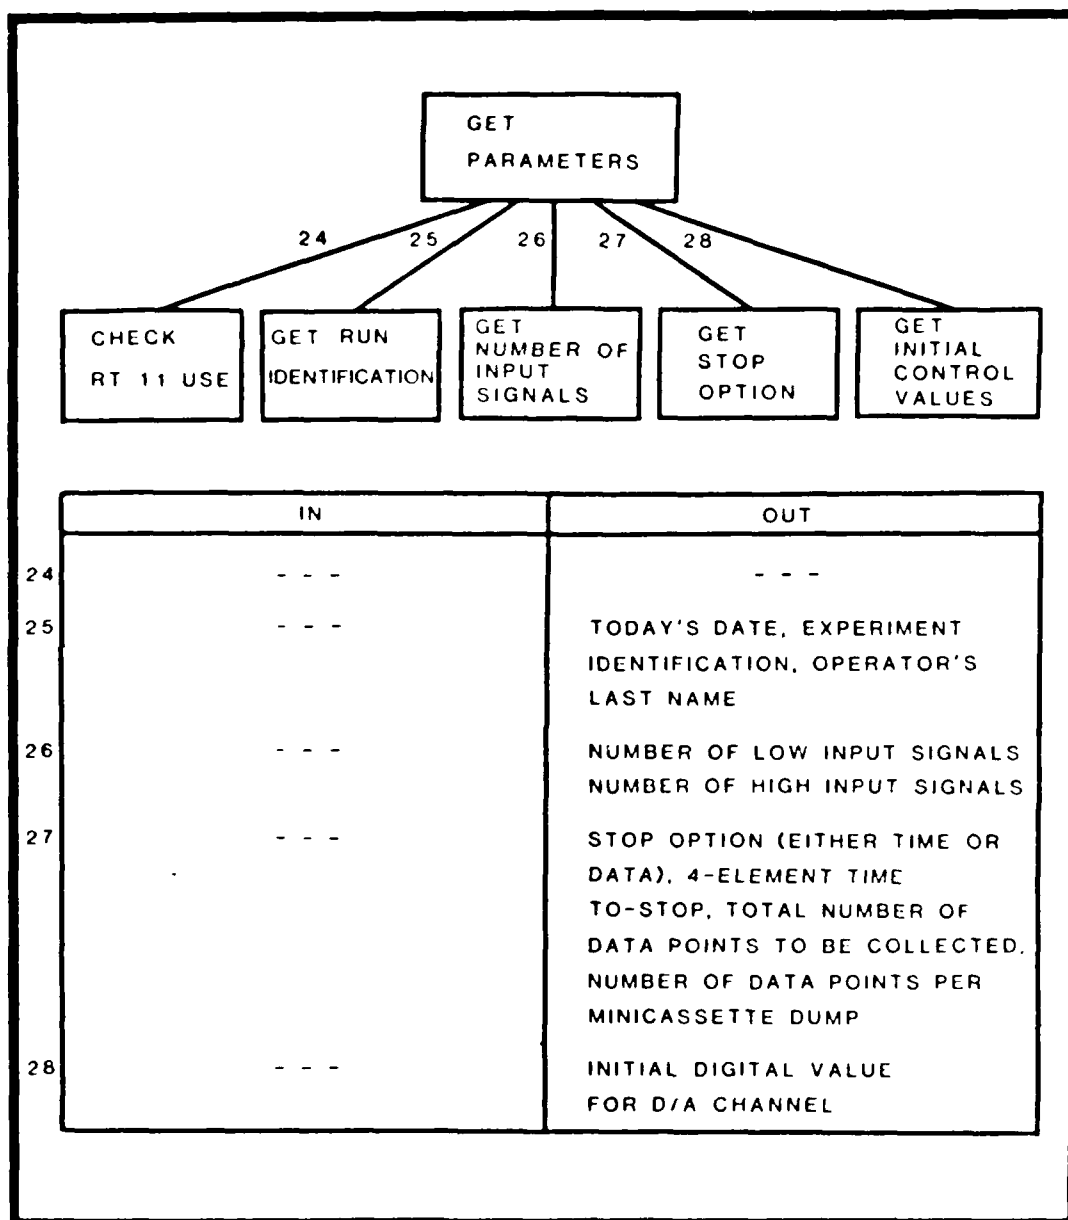 GET
PARAMETERS
24 25 26 27 28
CHECK
RT 11 USE
GET RUN
IDENTIFICATION
GET
NUMBER OF
INPUT
SIGNALS
GET
STOP
OPTION
GET
INITIAL
CONTROL
VALUES
IN OUT
24 - - - - - -
25 - - - TODAY'S DATE, EXPERIMENT
IDENTIFICATION, OPERATOR'S
LAST NAME
26 - - - NUMBER OF LOW INPUT SIGNALS
NUMBER OF HIGH INPUT SIGNALS
27 - - - STOP OPTION (EITHER TIME OR
DATA), 4-ELEMENT TIME
TO-STOP, TOTAL NUMBER OF
DATA POINTS TO BE COLLECTED.
NUMBER OF DATA POINTS PER
MINICASSETTE DUMP
28 - - - INITIAL DIGITAL VALUE
FOR D/A CHANNEL